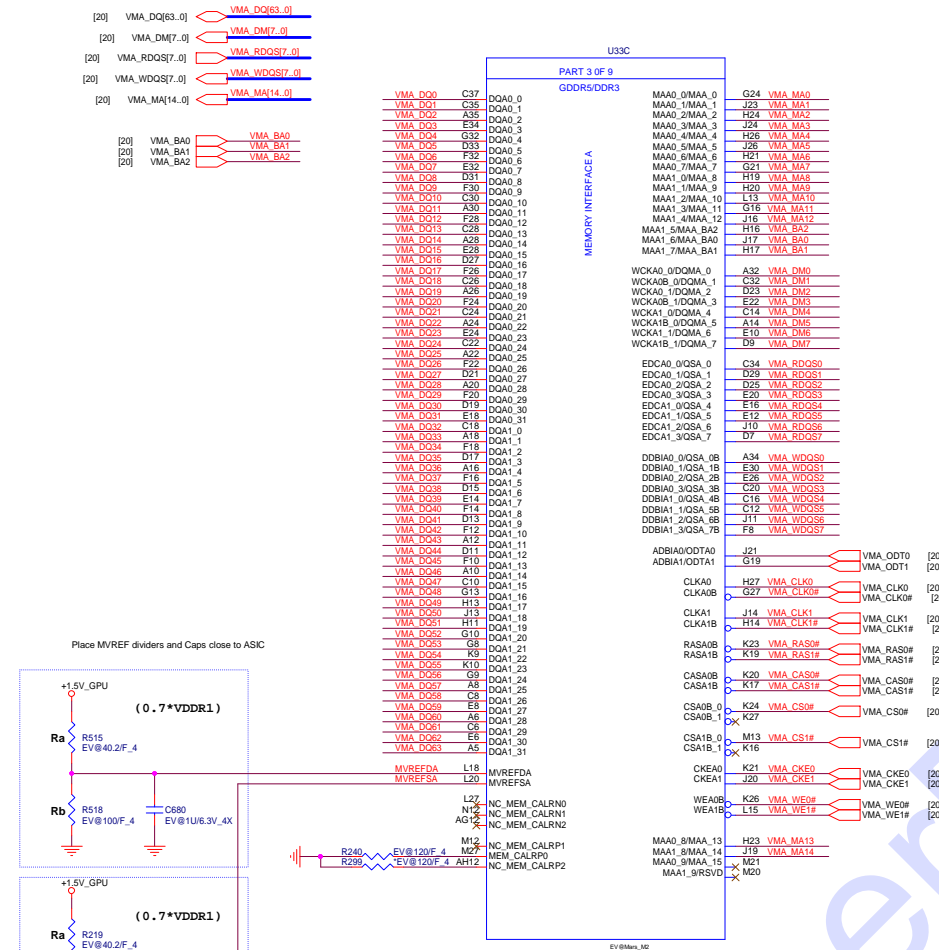 [20] VMA_DQ[63..0] VMA_DQ[63..0]
[20] VMA_DM[7..0] VMA_DM[7..0]
[20] VMA_RDQS[7..0] VMA_RDQS[7..0]
[20] VMA_WDQS[7..0] VMA_WDQS[7..0]
[20] VMA_MA[14..0] VMA_MA[14..0]
[20] VMA_BA0 VMA_BA0
[20] VMA_BA1 VMA_BA1
[20] VMA_BA2 VMA_BA2
U33C
PART 3 0F 9
GDDR5/DDR3
MEMORY INTERFACE A
VMA_DQ0 C37 DQA0_0
VMA_DQ1 C35 DQA0_1
VMA_DQ2 A35 DQA0_2
VMA_DQ3 E34 DQA0_3
VMA_DQ4 G32 DQA0_4
VMA_DQ5 D33 DQA0_5
VMA_DQ6 F32 DQA0_6
VMA_DQ7 E32 DQA0_7
VMA_DQ8 D31 DQA0_8
VMA_DQ9 F30 DQA0_9
VMA_DQ10 C30 DQA0_10
VMA_DQ11 A30 DQA0_11
VMA_DQ12 F28 DQA0_12
VMA_DQ13 C28 DQA0_13
VMA_DQ14 A28 DQA0_14
VMA_DQ15 E28 DQA0_15
VMA_DQ16 D27 DQA0_16
VMA_DQ17 F26 DQA0_17
VMA_DQ18 C26 DQA0_18
VMA_DQ19 A26 DQA0_19
VMA_DQ20 F24 DQA0_20
VMA_DQ21 C24 DQA0_21
VMA_DQ22 A24 DQA0_22
VMA_DQ23 E24 DQA0_23
VMA_DQ24 C22 DQA0_24
VMA_DQ25 A22 DQA0_25
VMA_DQ26 F22 DQA0_26
VMA_DQ27 D21 DQA0_27
VMA_DQ28 A20 DQA0_28
VMA_DQ29 F20 DQA0_29
VMA_DQ30 D19 DQA0_30
VMA_DQ31 E18 DQA0_31
VMA_DQ32 C18 DQA1_0
VMA_DQ33 A18 DQA1_1
VMA_DQ34 F18 DQA1_2
VMA_DQ35 D17 DQA1_3
VMA_DQ36 A16 DQA1_4
VMA_DQ37 F16 DQA1_5
VMA_DQ38 D15 DQA1_6
VMA_DQ39 E14 DQA1_7
VMA_DQ40 F14 DQA1_8
VMA_DQ41 D13 DQA1_9
VMA_DQ42 F12 DQA1_10
VMA_DQ43 A12 DQA1_11
VMA_DQ44 D11 DQA1_12
VMA_DQ45 F10 DQA1_13
VMA_DQ46 A10 DQA1_14
VMA_DQ47 C10 DQA1_15
VMA_DQ48 G13 DQA1_16
VMA_DQ49 H13 DQA1_17
VMA_DQ50 J13 DQA1_18
VMA_DQ51 H11 DQA1_19
VMA_DQ52 G10 DQA1_20
VMA_DQ53 G8 DQA1_21
VMA_DQ54 K9 DQA1_22
VMA_DQ55 K10 DQA1_23
VMA_DQ56 G9 DQA1_24
VMA_DQ57 A8 DQA1_25
VMA_DQ58 C8 DQA1_26
VMA_DQ59 E8 DQA1_27
VMA_DQ60 A6 DQA1_28
VMA_DQ61 C6 DQA1_29
VMA_DQ62 E6 DQA1_30
VMA_DQ63 A5 DQA1_31
MVREFDA L18 MVREFDA
MVREFSA L20 MVREFSA
L27 NC_MEM_CALRN0
N12 NC_MEM_CALRN1
AG12 NC_MEM_CALRN2
M12 NC_MEM_CALRP1
R240 EV@120/F_4 M27 MEM_CALRP0
R299 *EV@120/F_4 AH12 NC_MEM_CALRP2
MAA0_0/MAA_0 G24 VMA_MA0
MAA0_1/MAA_1 J23 VMA_MA1
MAA0_2/MAA_2 H24 VMA_MA2
MAA0_3/MAA_3 J24 VMA_MA3
MAA0_4/MAA_4 H26 VMA_MA4
MAA0_5/MAA_5 J26 VMA_MA5
MAA0_6/MAA_6 H21 VMA_MA6
MAA0_7/MAA_7 G21 VMA_MA7
MAA1_0/MAA_8 H19 VMA_MA8
MAA1_1/MAA_9 H20 VMA_MA9
MAA1_2/MAA_10 L13 VMA_MA10
MAA1_3/MAA_11 G16 VMA_MA11
MAA1_4/MAA_12 J16 VMA_MA12
MAA1_5/MAA_BA2 H16 VMA_BA2
MAA1_6/MAA_BA0 J17 VMA_BA0
MAA1_7/MAA_BA1 H17 VMA_BA1
WCKA0_0/DQMA_0 A32 VMA_DM0
WCKA0B_0/DQMA_1 C32 VMA_DM1
WCKA0_1/DQMA_2 D23 VMA_DM2
WCKA0B_1/DQMA_3 E22 VMA_DM3
WCKA1_0/DQMA_4 C14 VMA_DM4
WCKA1B_0/DQMA_5 A14 VMA_DM5
WCKA1_1/DQMA_6 E10 VMA_DM6
WCKA1B_1/DQMA_7 D9 VMA_DM7
EDCA0_0/QSA_0 C34 VMA_RDQS0
EDCA0_1/QSA_1 D29 VMA_RDQS1
EDCA0_2/QSA_2 D25 VMA_RDQS2
EDCA0_3/QSA_3 E20 VMA_RDQS3
EDCA1_0/QSA_4 E16 VMA_RDQS4
EDCA1_1/QSA_5 E12 VMA_RDQS5
EDCA1_2/QSA_6 J10 VMA_RDQS6
EDCA1_3/QSA_7 D7 VMA_RDQS7
DDBIA0_0/QSA_0B A34 VMA_WDQS0
DDBIA0_1/QSA_1B E30 VMA_WDQS1
DDBIA0_2/QSA_2B E26 VMA_WDQS2
DDBIA0_3/QSA_3B C20 VMA_WDQS3
DDBIA1_0/QSA_4B C16 VMA_WDQS4
DDBIA1_1/QSA_5B C12 VMA_WDQS5
DDBIA1_2/QSA_6B J11 VMA_WDQS6
DDBIA1_3/QSA_7B F8 VMA_WDQS7
ADBIA0/ODTA0 J21 VMA_ODT0 [20
ADBIA1/ODTA1 G19 VMA_ODT1 [20
CLKA0 H27 VMA_CLK0 VMA_CLK0 [20
CLKA0B G27 VMA_CLK0# VMA_CLK0# [20
CLKA1 J14 VMA_CLK1 VMA_CLK1 [20
CLKA1B H14 VMA_CLK1# VMA_CLK1# [20
RASA0B K23 VMA_RAS0# VMA_RAS0# [2
RASA1B K19 VMA_RAS1# VMA_RAS1# [2
CASA0B K20 VMA_CAS0# VMA_CAS0# [2
CASA1B K17 VMA_CAS1# VMA_CAS1# [2
CSA0B_0 K24 VMA_CS0# VMA_CS0# [20
CSA0B_1 K27
CSA1B_0 M13 VMA_CS1# VMA_CS1# [20
CSA1B_1 K16
CKEA0 K21 VMA_CKE0 VMA_CKE0 [20
CKEA1 J20 VMA_CKE1 VMA_CKE1 [20
WEA0B K26 VMA_WE0# VMA_WE0# [20
WEA1B L15 VMA_WE1# VMA_WE1# [20
MAA0_8/MAA_13 H23 VMA_MA13
MAA1_8/MAA_14 J19 VMA_MA14
MAA0_9/MAA_15 M21
MAA1_9/RSVD M20
EV@Mars_M2
Place MVREF dividers and Caps close to ASIC
+1.5V_GPU
(0.7*VDDR1)
Ra R515
EV@40.2/F_4
Rb R518
EV@100/F_4
C680
EV@1U/6.3V_4X
+1.5V_GPU
(0.7*VDDR1)
Ra R219
EV@40.2/F_4